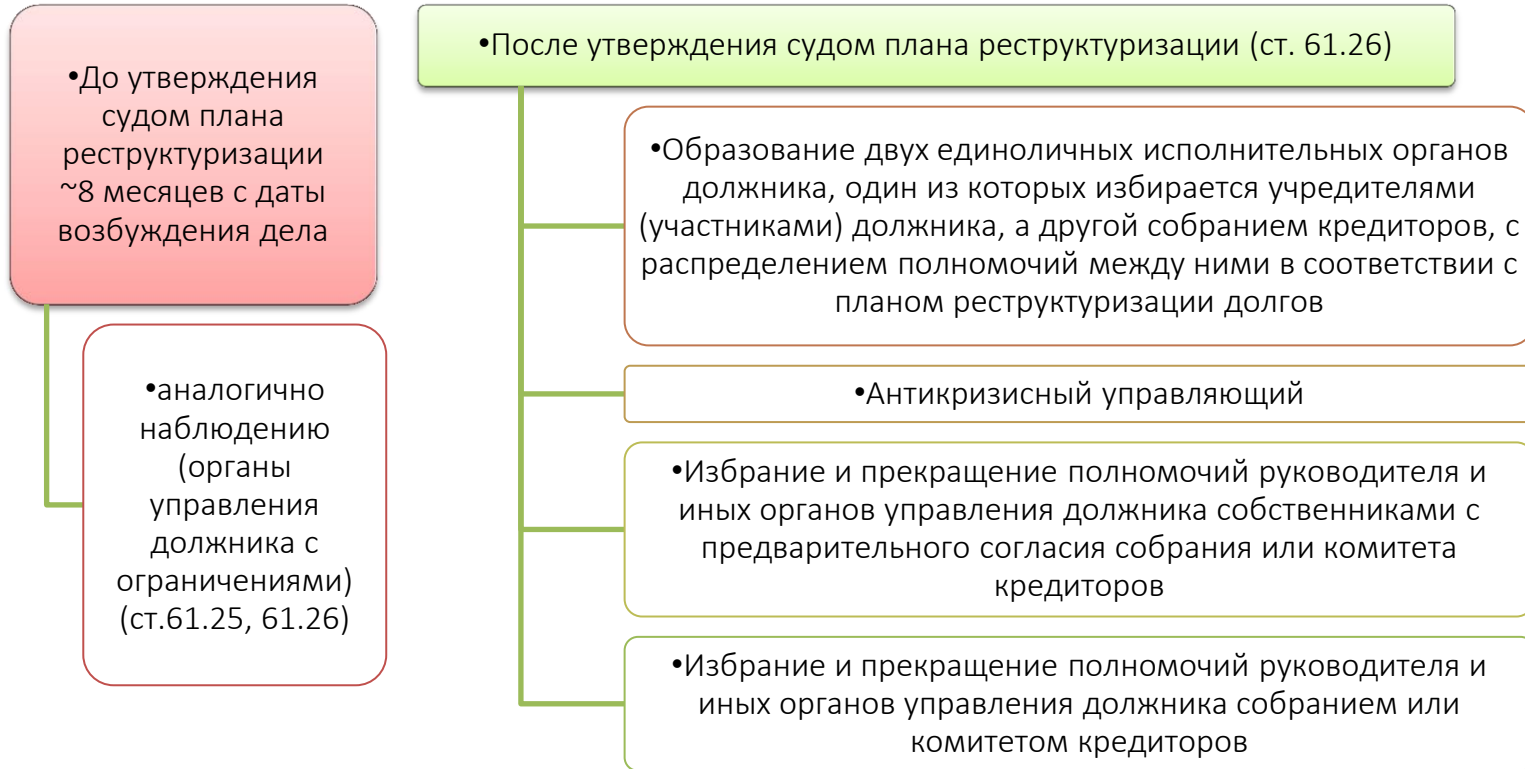 •До утверждения
судом плана
реструктуризации
~8 месяцев с даты
возбуждения дела
•аналогично
наблюдению
(органы
управления
должника с
ограничениями)
(ст.61.25, 61.26)
•После утверждения судом плана реструктуризации (ст. 61.26)
•Образование двух единоличных исполнительных органов
должника, один из которых избирается учредителями
(участниками) должника, а другой собранием кредиторов, с
распределением полномочий между ними в соответствии с
планом реструктуризации долгов
•Антикризисный управляющий
•Избрание и прекращение полномочий руководителя и
иных органов управления должника собственниками с
предварительного согласия собрания или комитета
кредиторов
•Избрание и прекращение полномочий руководителя и
иных органов управления должника собранием или
комитетом кредиторов